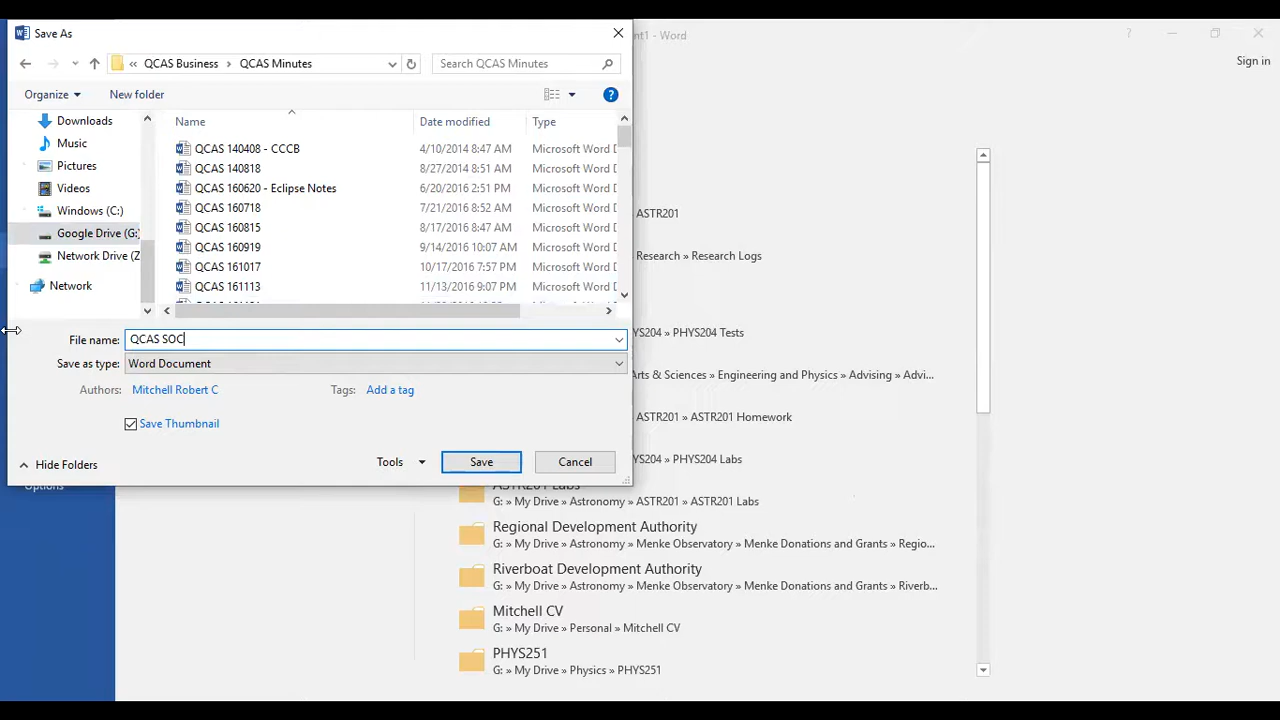 Save As
nt1 - Word
Sign in
« QCAS Business › QCAS Minutes
Search QCAS Minutes
Organize
New folder
Downloads
Music
Pictures
Videos
Windows (C:)
Google Drive (G:
Network Drive (Z
Network
Name
Date modified
Type
QCAS 140408 - CCCB
4/10/2014 8:47 AM
Microsoft Word D
QCAS 140818
8/27/2014 8:51 AM
Microsoft Word D
QCAS 160620 - Eclipse Notes
6/20/2016 2:51 PM
Microsoft Word D
QCAS 160718
7/21/2016 8:52 AM
Microsoft Word D
QCAS 160815
8/17/2016 8:47 AM
Microsoft Word D
QCAS 160919
9/14/2016 10:07 AM
Microsoft Word D
QCAS 161017
10/17/2016 7:57 PM
Microsoft Word D
QCAS 161113
11/13/2016 9:07 PM
Microsoft Word D
File name:
QCAS SOC
Save as type:
Word Document
Authors:
Mitchell Robert C
Tags:
Add a tag
Save Thumbnail
Hide Folders
Tools
Save
Cancel
Options
ASTR201
Research » Research Logs
YS204 » PHYS204 Tests
Arts & Sciences » Engineering and Physics » Advising » Advi...
ASTR201 » ASTR201 Homework
YS204 » PHYS204 Labs
ASTR201 Labs
G: » My Drive » Astronomy » ASTR201 » ASTR201 Labs
Regional Development Authority
G: » My Drive » Astronomy » Menke Observatory » Menke Donations and Grants » Regio...
Riverboat Development Authority
G: » My Drive » Astronomy » Menke Observatory » Menke Donations and Grants » Riverb...
Mitchell CV
G: » My Drive » Personal » Mitchell CV
PHYS251
G: » My Drive » Physics » PHYS251